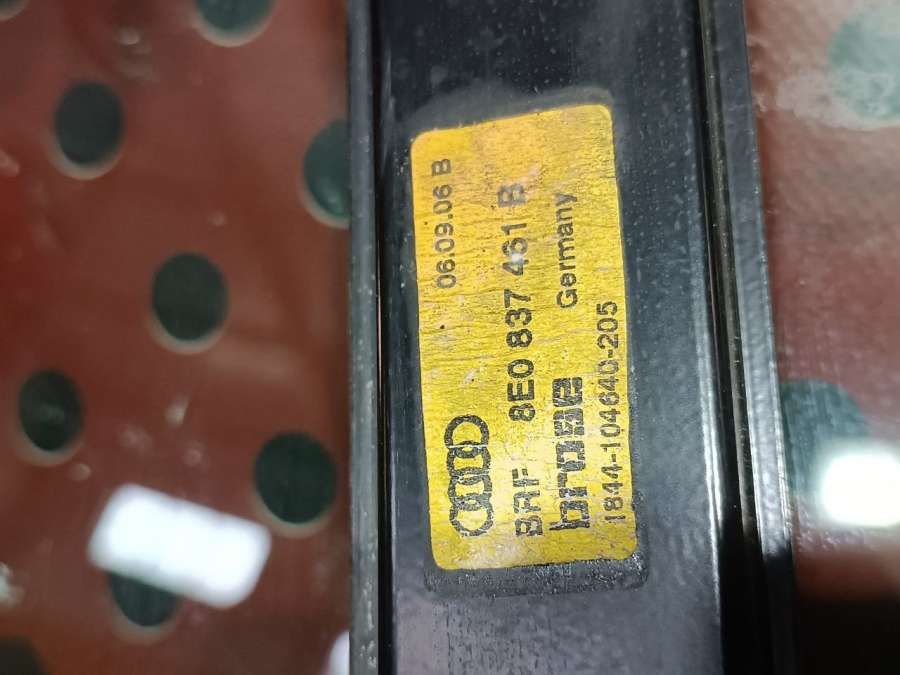 06.09.06 B
BRF 8E0 837 461 B
brose Germany
1844-104640-205